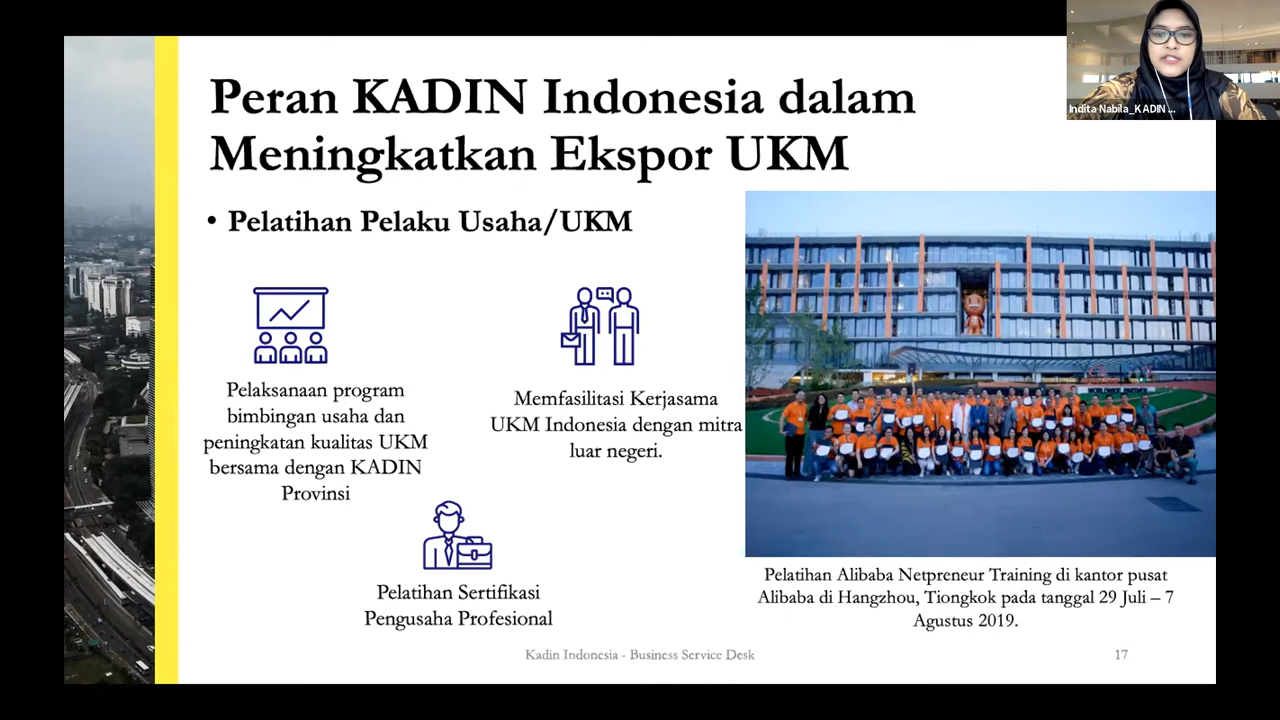 Peran KADIN Indonesia dalam
Meningkatkan Ekspor UKM
• Pelatihan Pelaku Usaha/UKM
Pelaksanaan program
bimbingan usaha dan
peningkatan kualitas UKM
bersama dengan KADIN
Provinsi
Memfasilitasi Kerjasama
UKM Indonesia dengan mitra
luar negeri.
Pelatihan Sertifikasi
Pengusaha Profesional
Pelatihan Alibaba Netpreneur Training di kantor pusat
Alibaba di Hangzhou, Tiongkok pada tanggal 29 Juli – 7
Agustus 2019.
Kadin Indonesia - Business Service Desk
17
Indita Nabila_KADIN ...